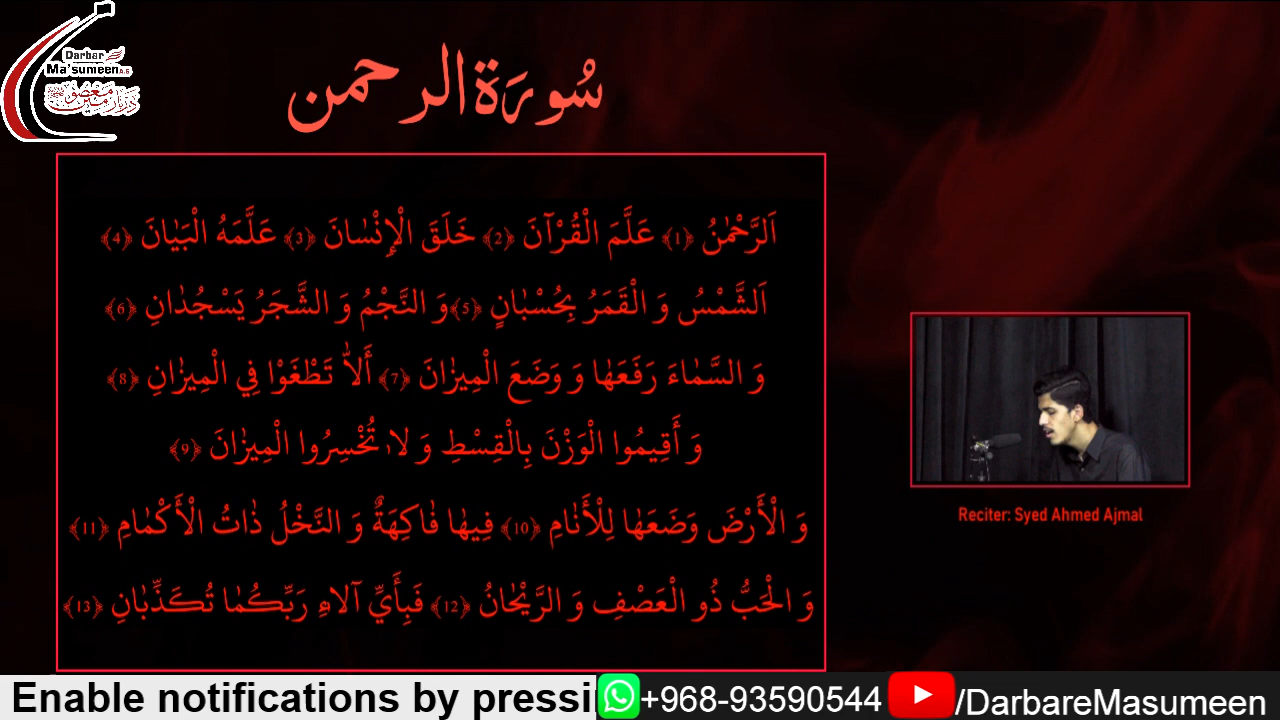 Darbar
Ma'sumeen A.S
سُورَة الرحمن
اَلرَّحْمٰنُ ﴿1﴾ عَلَّمَ الْقُرْآنَ ﴿2﴾ خَلَقَ الْإِنْسٰانَ ﴿3﴾ عَلَّمَهُ الْبَيٰانَ ﴿4﴾
اَلشَّمْسُ وَ الْقَمَرُ بِحُسْبٰانٍ ﴿5﴾ وَ النَّجْمُ وَ الشَّجَرُ يَسْجُدٰانِ ﴿6﴾
وَ السَّمٰاءَ رَفَعَهٰا وَ وَضَعَ الْمِيزٰانَ ﴿7﴾ أَلاّٰ تَطْغَوْا فِي الْمِيزٰانِ ﴿8﴾
وَ أَقِيمُوا الْوَزْنَ بِالْقِسْطِ وَ لاٰ تُخْسِرُوا الْمِيزٰانَ ﴿9﴾
وَ الْأَرْضَ وَضَعَهٰا لِلْأَنٰامِ ﴿10﴾ فِيهٰا فٰاكِهَةٌ وَ النَّخْلُ ذٰاتُ الْأَكْمٰامِ ﴿11﴾
وَ الْحَبُّ ذُو الْعَصْفِ وَ الرَّيْحٰانُ ﴿12﴾ فَبِأَيِّ آلاٰءِ رَبِّكُمٰا تُكَذِّبٰانِ ﴿13﴾
Reciter: Syed Ahmed Ajmal
Enable notifications by pressi
+968-93590544
/DarbareMasumeen